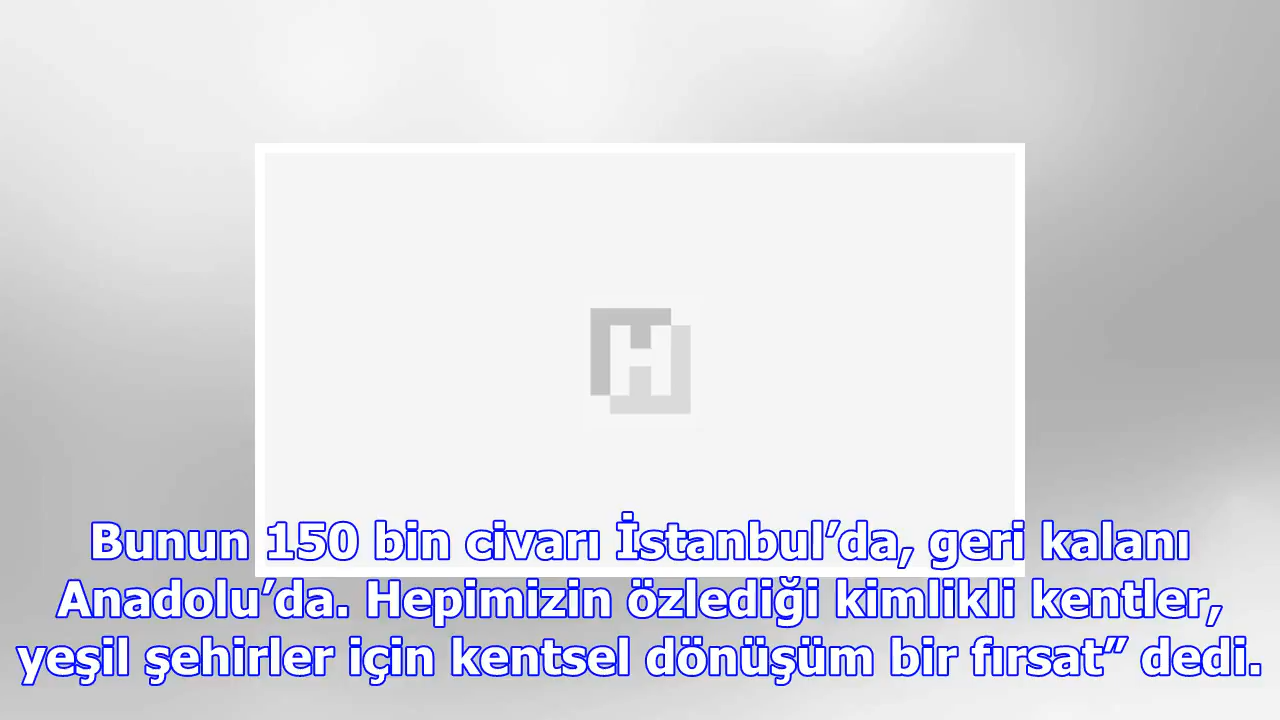 H
Bunun 150 bin civarı İstanbul’da, geri kalanı
Anadolu’da. Hepimizin özlediği kimlikli kentler,
yeşil şehirler için kentsel dönüşüm bir fırsat” dedi.